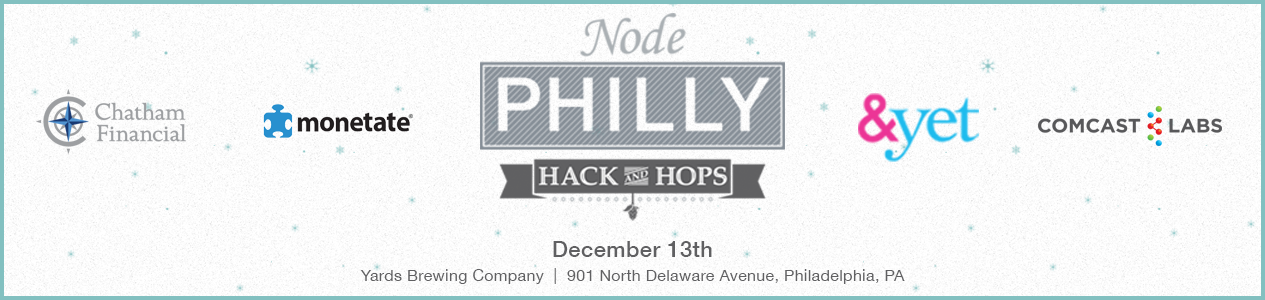 Node
PHILLY
HACK AND HOPS
Chatham
Financial
monetate®
&yet
COMCAST LABS
December 13th
Yards Brewing Company | 901 North Delaware Avenue, Philadelphia, PA